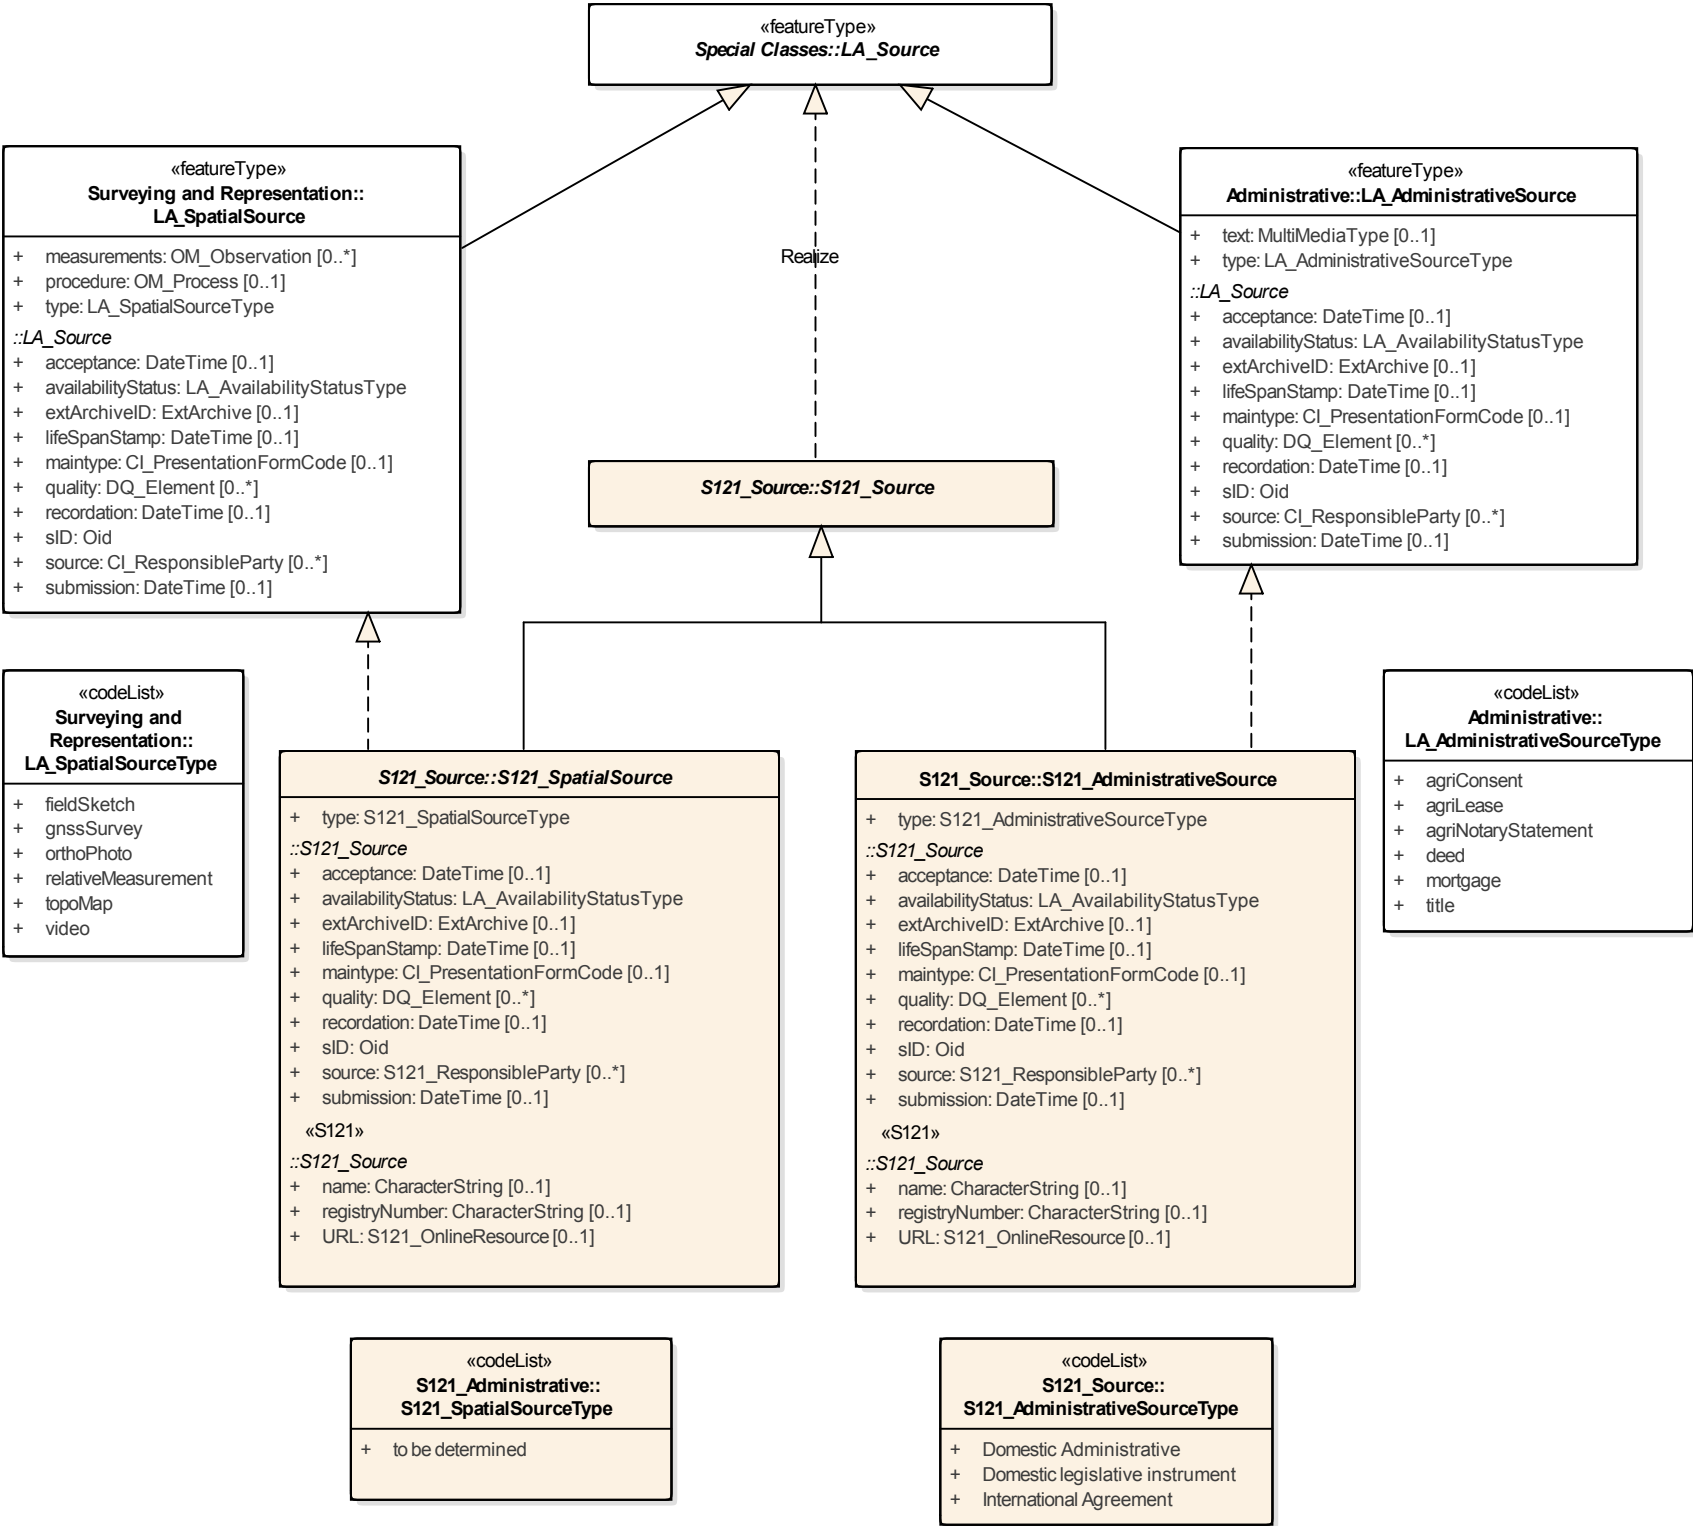 «featureType»
Special Classes::LA_Source
«featureType»
Surveying and Representation::
LA_SpatialSource
+ measurements: OM_Observation [0..*]
+ procedure: OM_Process [0..1]
+ type: LA_SpatialSourceType
::LA_Source
+ acceptance: DateTime [0..1]
+ availabilityStatus: LA_AvailabilityStatusType
+ extArchiveID: ExtArchive [0..1]
+ lifeSpanStamp: DateTime [0..1]
+ maintype: CI_PresentationFormCode [0..1]
+ quality: DQ_Element [0..*]
+ recordation: DateTime [0..1]
+ sID: Oid
+ source: CI_ResponsibleParty [0..*]
+ submission: DateTime [0..1]
«featureType»
Administrative::LA_AdministrativeSource
+ text: MultiMediaType [0..1]
+ type: LA_AdministrativeSourceType
::LA_Source
+ acceptance: DateTime [0..1]
+ availabilityStatus: LA_AvailabilityStatusType
+ extArchiveID: ExtArchive [0..1]
+ lifeSpanStamp: DateTime [0..1]
+ maintype: CI_PresentationFormCode [0..1]
+ quality: DQ_Element [0..*]
+ recordation: DateTime [0..1]
+ sID: Oid
+ source: CI_ResponsibleParty [0..*]
+ submission: DateTime [0..1]
Realize
S121_Source::S121_Source
«codeList»
Surveying and
Representation::
LA_SpatialSourceType
+ fieldSketch
+ gnssSurvey
+ orthoPhoto
+ relativeMeasurement
+ topoMap
+ video
S121_Source::S121_SpatialSource
+ type: S121_SpatialSourceType
::S121_Source
+ acceptance: DateTime [0..1]
+ availabilityStatus: LA_AvailabilityStatusType
+ extArchiveID: ExtArchive [0..1]
+ lifeSpanStamp: DateTime [0..1]
+ maintype: CI_PresentationFormCode [0..1]
+ quality: DQ_Element [0..*]
+ recordation: DateTime [0..1]
+ sID: Oid
+ source: S121_ResponsibleParty [0..*]
+ submission: DateTime [0..1]
«S121»
::S121_Source
+ name: CharacterString [0..1]
+ registryNumber: CharacterString [0..1]
+ URL: S121_OnlineResource [0..1]
S121_Source::S121_AdministrativeSource
+ type: S121_AdministrativeSourceType
::S121_Source
+ acceptance: DateTime [0..1]
+ availabilityStatus: LA_AvailabilityStatusType
+ extArchiveID: ExtArchive [0..1]
+ lifeSpanStamp: DateTime [0..1]
+ maintype: CI_PresentationFormCode [0..1]
+ quality: DQ_Element [0..*]
+ recordation: DateTime [0..1]
+ sID: Oid
+ source: S121_ResponsibleParty [0..*]
+ submission: DateTime [0..1]
«S121»
::S121_Source
+ name: CharacterString [0..1]
+ registryNumber: CharacterString [0..1]
+ URL: S121_OnlineResource [0..1]
«codeList»
Administrative::
LA_AdministrativeSourceType
+ agriConsent
+ agriLease
+ agriNotaryStatement
+ deed
+ mortgage
+ title
«codeList»
S121_Administrative::
S121_SpatialSourceType
+ to be determined
«codeList»
S121_Source::
S121_AdministrativeSourceType
+ Domestic Administrative
+ Domestic legislative instrument
+ International Agreement